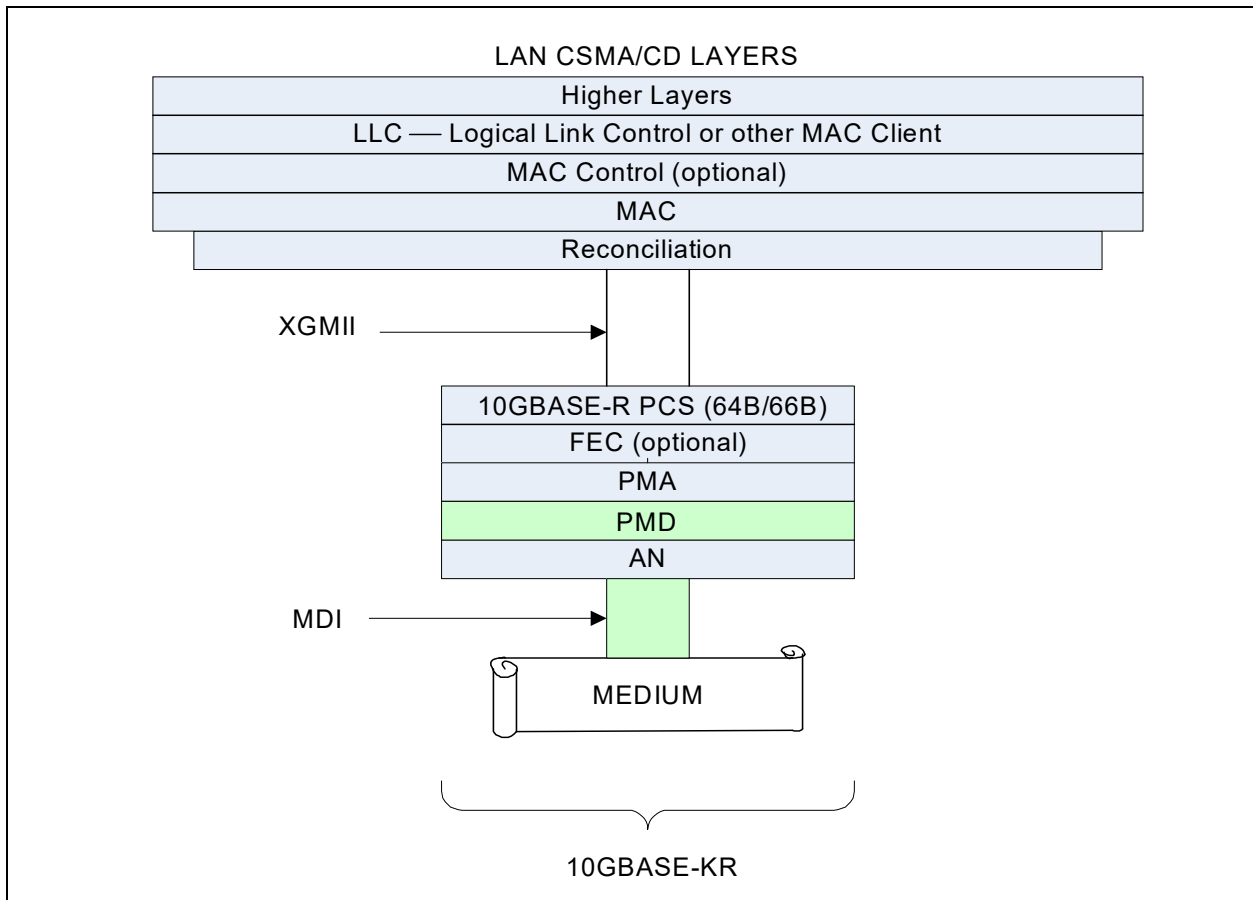 LAN CSMA/CD LAYERS
Higher Layers
LLC — Logical Link Control or other MAC Client
MAC Control (optional)
MAC
Reconciliation
XGMII
10GBASE-R PCS (64B/66B)
FEC (optional)
PMA
PMD
AN
MDI
MEDIUM
10GBASE-KR